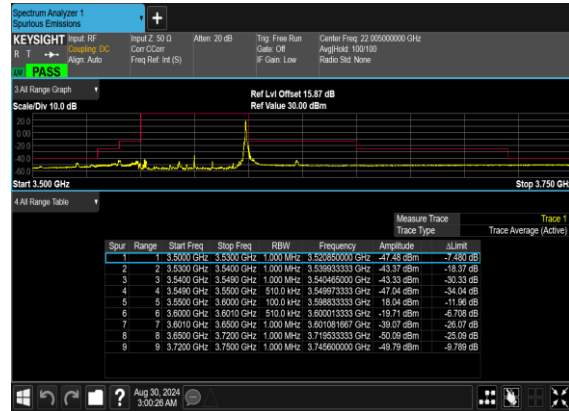 Spectrum Analyzer 1
Spurious Emissions
+
KEYSIGHT Input: RF Input Z: 50 Ω Atten: 20 dB Trig: Free Run Center Freq: 22.005000000 GHz
R T Coupling: DC Corr CCorr Gate: Off Avg|Hold: 100/100
Align: Auto Freq Ref: Int (S) IF Gain: Low Radio Std: None
PASS
3 All Range Graph
Ref Lvl Offset 15.87 dB
Scale/Div 10.0 dB Ref Value 30.00 dBm
20.0
0.00
-20.0
-40.0
-60.0
Start 3.500 GHz Stop 3.750 GHz
4 All Range Table
Measure Trace Trace 1
Trace Type Trace Average (Active)
Spur Range Start Freq Stop Freq RBW Frequency Amplitude ΔLimit
1 1 3.5000 GHz 3.5300 GHz 1.000 MHz 3.520850000 GHz -47.48 dBm -7.480 dB
2 2 3.5300 GHz 3.5400 GHz 1.000 MHz 3.539933333 GHz -43.37 dBm -18.37 dB
3 3 3.5400 GHz 3.5490 GHz 1.000 MHz 3.540465000 GHz -43.33 dBm -30.33 dB
4 4 3.5490 GHz 3.5500 GHz 510.0 kHz 3.549973333 GHz -47.04 dBm -34.04 dB
5 5 3.5500 GHz 3.6000 GHz 100.0 kHz 3.598833333 GHz 18.04 dBm -11.96 dB
6 6 3.6000 GHz 3.6010 GHz 510.0 kHz 3.600013333 GHz -19.71 dBm -6.708 dB
7 7 3.6010 GHz 3.6500 GHz 1.000 MHz 3.601081667 GHz -39.07 dBm -26.07 dB
8 8 3.6500 GHz 3.7200 GHz 1.000 MHz 3.719533333 GHz -50.09 dBm -25.09 dB
9 9 3.7200 GHz 3.7500 GHz 1.000 MHz 3.745600000 GHz -49.79 dBm -9.789 dB
? Aug 30, 2024
3:00:26 AM